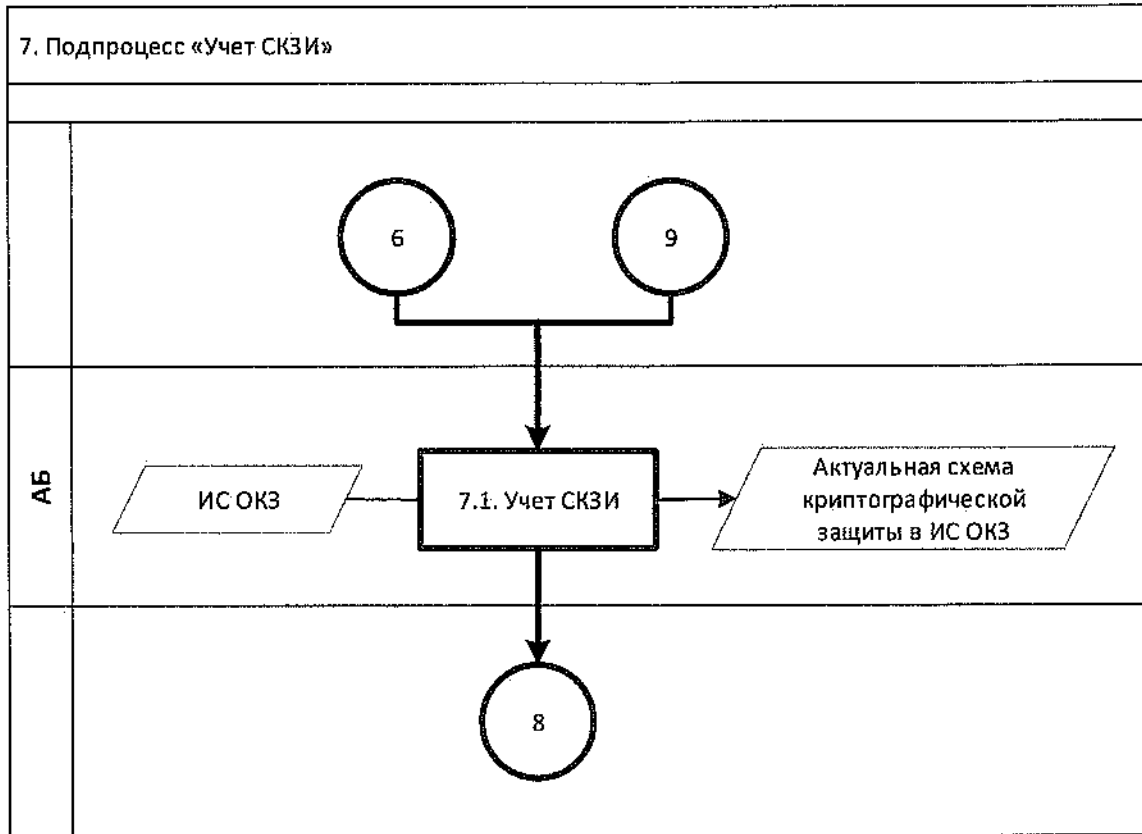 7. Подпроцесс «Учет СКЗИ»
6
9
АБ
ИС ОКЗ
7.1. Учет СКЗИ
Актуальная схема
криптографической
защиты в ИС ОКЗ
8